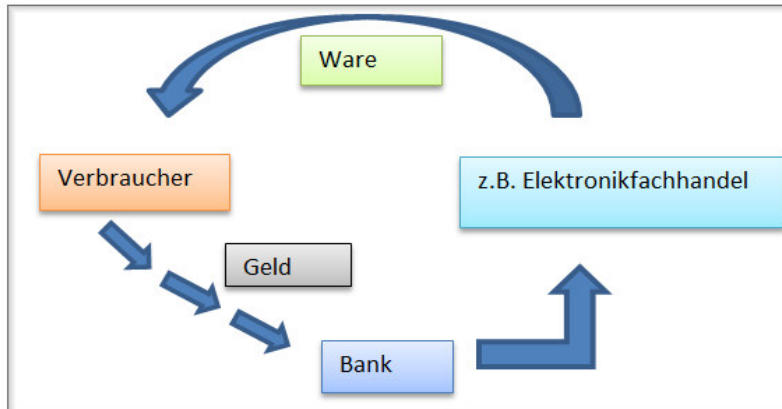 Ware
Verbraucher
z.B. Elektronikfachhandel
Geld
Bank